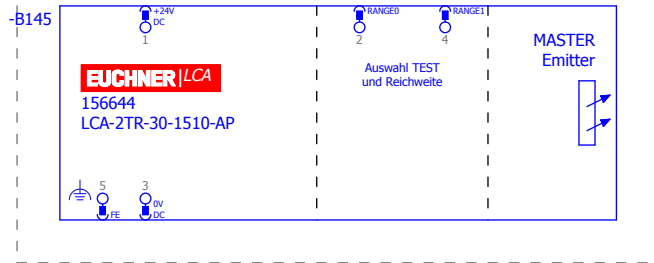 -B145
+24V
DC
1
RANGE0
2
RANGE1
4
MASTER
Emitter
Auswahl TEST
und Reichweite
EUCHNER LCA
156644
LCA-2TR-30-1510-AP
5
FE
3
0V
DC